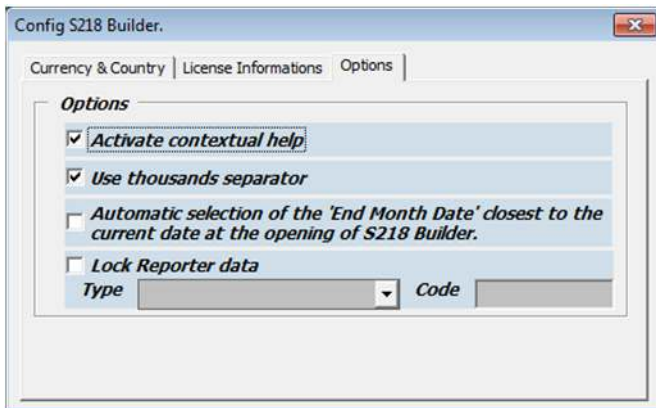 Config S218 Builder.
Currency & Country License Informations Options
Options
Activate contextual help
Use thousands separator
Automatic selection of the 'End Month Date' closest to the
current date at the opening of S218 Builder.
Lock Reporter data
Type Code